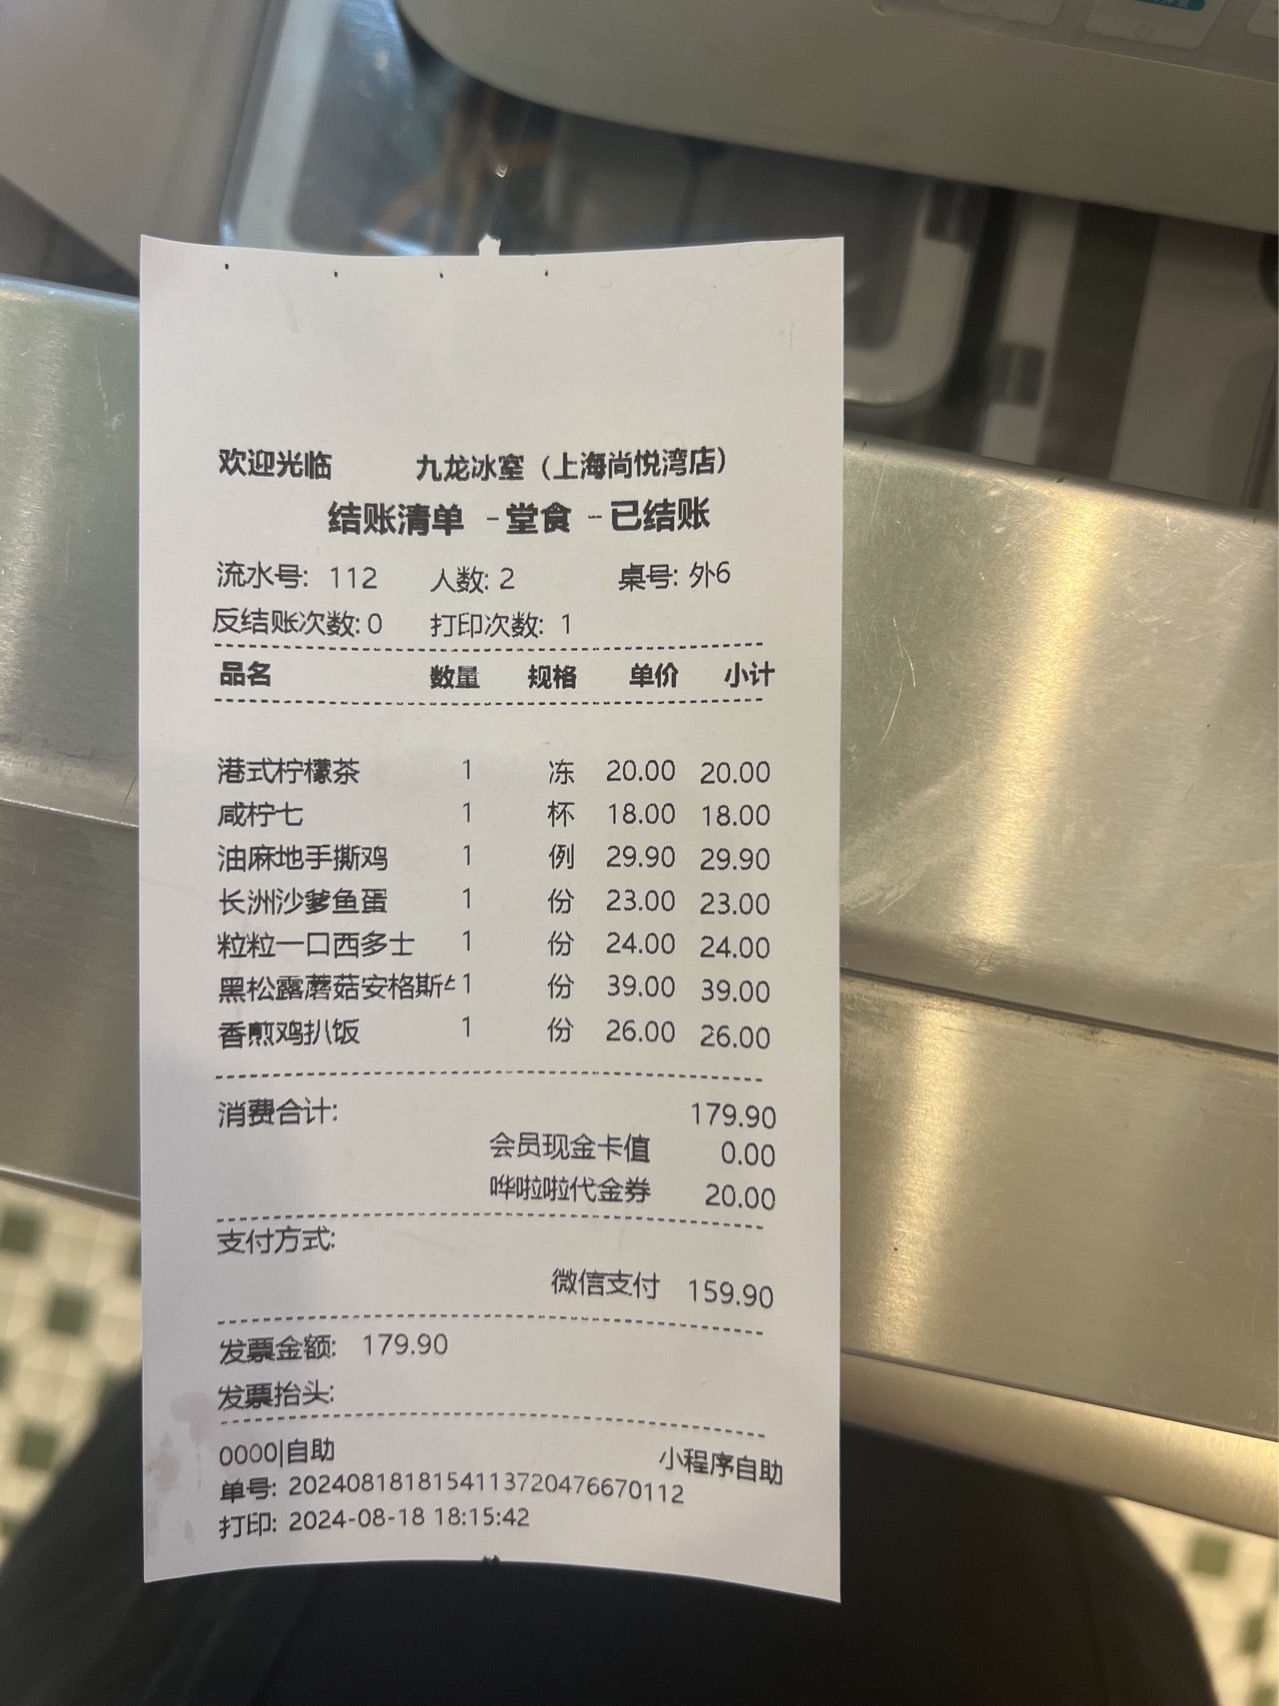 欢迎光临 九龙冰室（上海尚悦湾店）
结账清单 -堂食 -已结账
流水号: 112 人数: 2 桌号: 外6
反结账次数: 0 打印次数: 1
品名 数量 规格 单价 小计
港式柠檬茶 1 冻 20.00 20.00
咸柠七 1 杯 18.00 18.00
油麻地手撕鸡 1 例 29.90 29.90
长洲沙爹鱼蛋 1 份 23.00 23.00
粒粒一口西多士 1 份 24.00 24.00
黑松露蘑菇安格斯 1 份 39.00 39.00
香煎鸡扒饭 1 份 26.00 26.00
消费合计: 179.90
会员现金卡值 0.00
哗啦啦代金券 20.00
支付方式:
微信支付 159.90
发票金额: 179.90
发票抬头:
0000|自助 小程序自助
单号: 20240818181541137204766​70112
打印: 2024-08-18 18:15:42